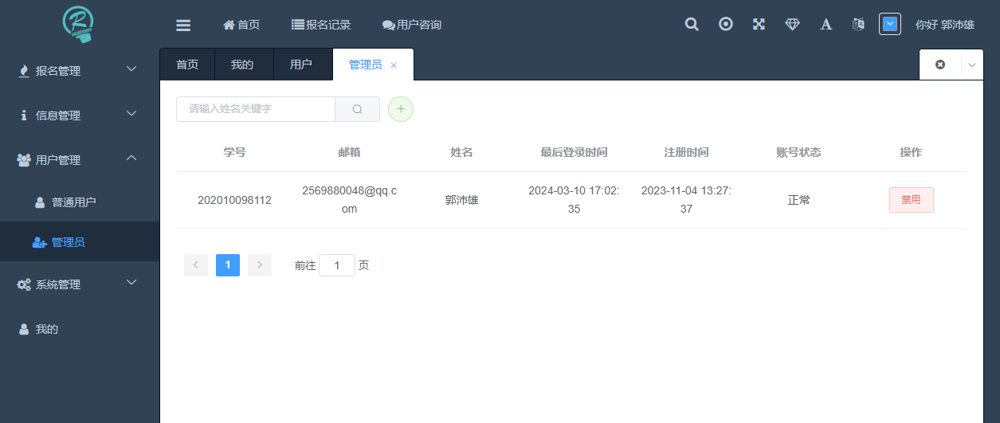 首页 报名记录 用户咨询 A 你好 郭沛雄
报名管理
信息管理
用户管理
普通用户
管理员
系统管理
我的
首页 我的 用户 管理员
请输入姓名关键字
学号 邮箱 姓名 最后登录时间 注册时间 账号状态 操作
202010098112 2569880048@qq.c 郭沛雄 2024-03-10 17:02: 2023-11-04 13:27: 正常 禁用
om 35 37
1 前往 1 页